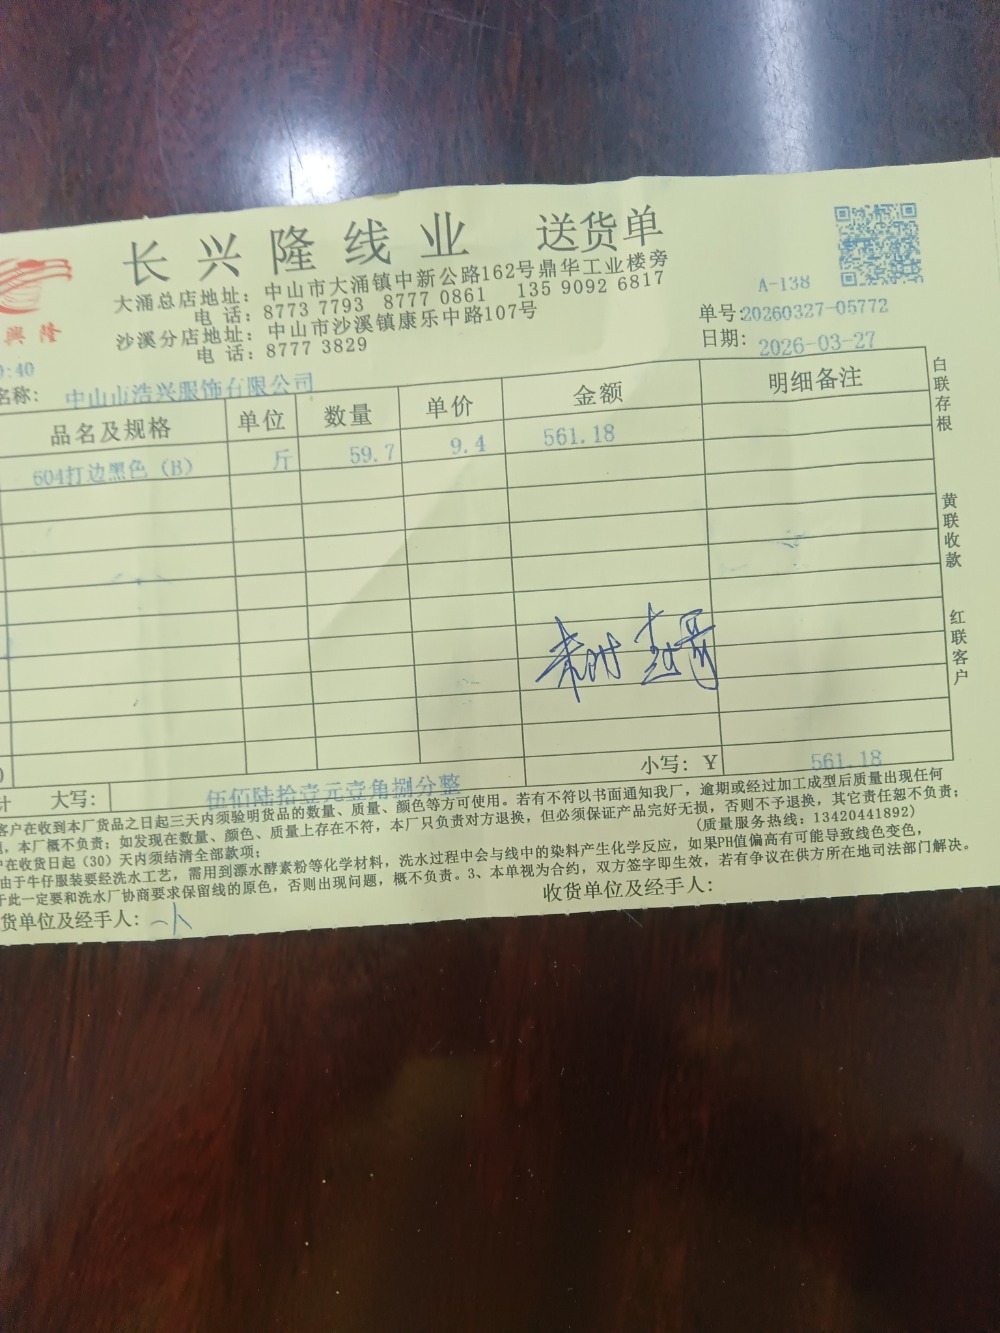 长兴隆线业 送货单
大涌总店地址：中山市大涌镇中新公路162号鼎华工业楼旁
电 话：8773 7793 8777 0861 135 9092 6817
沙溪分店地址：中山市沙溪镇康乐中路107号
电 话：8777 3829
興隆
A-138
单号:20260327-05772
日期: 2026-03-27
:40
名称: 中山山浩兴服饰有限公司
品名及规格 单位 数量 单价 金额 明细备注
604打边黑色 (B) 斤 59.7 9.4 561.18
白联存根
黄联收款
红联客户
小写：￥ 561.18
计 大写： 伍佰陆拾壹元壹角捌分整
客户在收到本厂货品之日起三天内须验明货品的数量、质量、颜色等方可使用。若有不符以书面通知我厂，逾期或经过加工成型后质量出现任何
，本厂概不负责；如发现在数量、颜色、质量上存在不符，本厂只负责对方退换，但必须保证产品完好无损，否则不予退换，其它责任恕不负责；
户在收货日起（30）天内须结清全部款项； (质量服务热线：13420441892)
由于牛仔服装要经洗水工艺，需用到漂水酵素粉等化学材料，洗水过程中会与线中的染料产生化学反应，如果PH值偏高有可能导致线色变色，
于此一定要和洗水厂协商要求保留线的原色，否则出现问题，概不负责。3、本单视为合约，双方签字即生效，若有争议在供方所在地司法部门解决。
货单位及经手人： 收货单位及经手人：